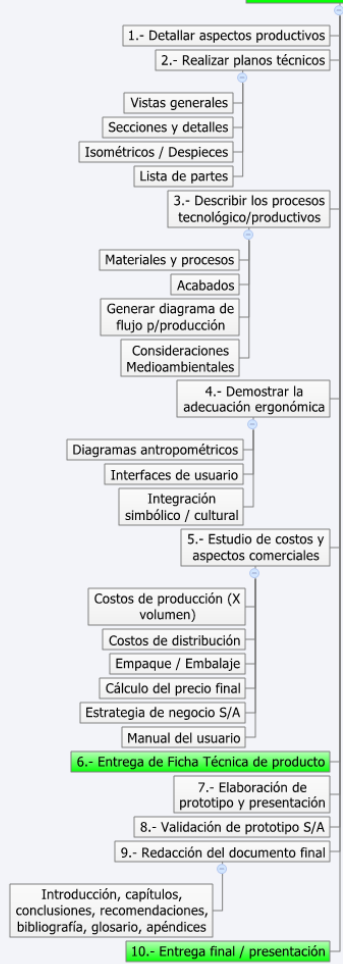 1.- Detallar aspectos productivos
2.- Realizar planos técnicos
Vistas generales
Secciones y detalles
Isométricos / Despieces
Lista de partes
3.- Describir los procesos
tecnológico/productivos
Materiales y procesos
Acabados
Generar diagrama de
flujo p/producción
Consideraciones
Medioambientales
4.- Demostrar la
adecuación ergonómica
Diagramas antropométricos
Interfaces de usuario
Integración
simbólico / cultural
5.- Estudio de costos y
aspectos comerciales
Costos de producción (X
volumen)
Costos de distribución
Empaque / Embalaje
Cálculo del precio final
Estrategia de negocio S/A
Manual del usuario
6.- Entrega de Ficha Técnica de producto
7.- Elaboración de
prototipo y presentación
8.- Validación de prototipo S/A
9.- Redacción del documento final
Introducción, capítulos,
conclusiones, recomendaciones,
bibliografía, glosario, apéndices
10.- Entrega final / presentación